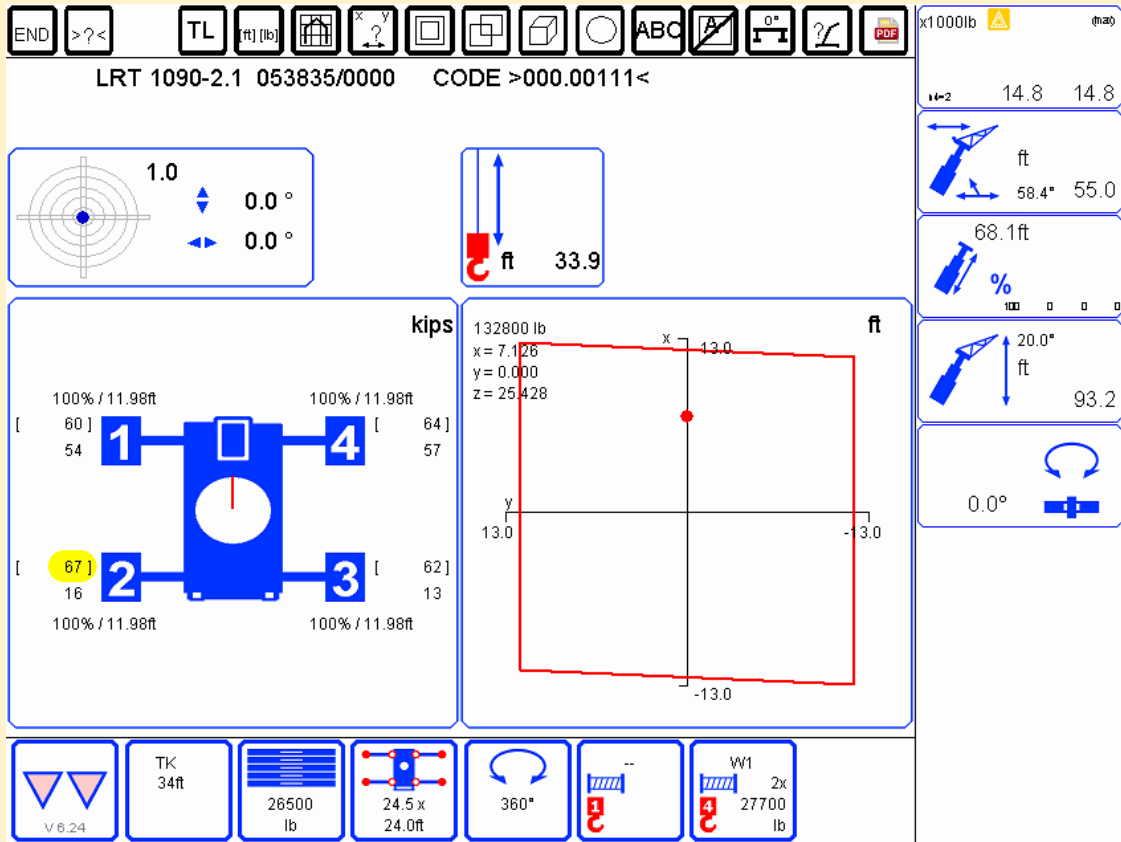 END >?< TL [ft] [lb] x y ? ABC A 0° ? PDF
LRT 1090-2.1 053835/0000 CODE >000.00111<
x1000lb (max)
14.8 14.8
1.0
0.0 °
0.0 °
ft 33.9
ft
58.4° 55.0
68.1ft
%
100 0 0 0
20.0°
ft
93.2
0.0°
kips
100% / 11.98ft 100% / 11.98ft
[ 60 ] 1 4 [ 64 ]
54 57
[ 67 ] 2 3 [ 62 ]
16 13
100% / 11.98ft 100% / 11.98ft
132800 lb ft
x = 7.126
y = 0.000
z = 25.428
x 13.0
y
13.0 -13.0
-13.0
V 6.24
TK
34ft
26500
lb
24.5 x
24.0ft
360°
--
1
W1
2x
4 27700
lb